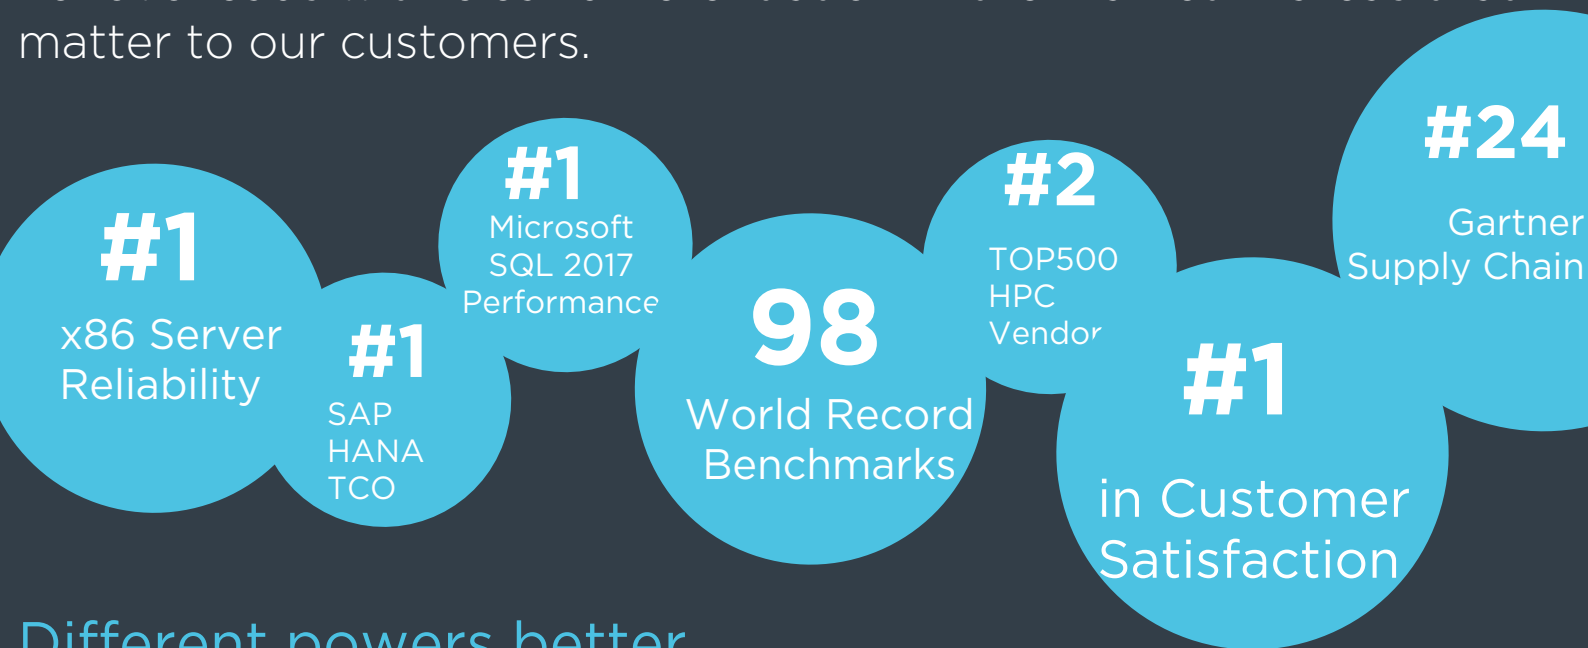 matter to our customers.
#1
x86 Server
Reliability
#1
SAP
HANA
TCO
#1
Microsoft
SQL 2017
Performance
98
World Record
Benchmarks
#2
TOP500
HPC
Vendor
#1
in Customer
Satisfaction
#24
Gartner
Supply Chain
Different powers better